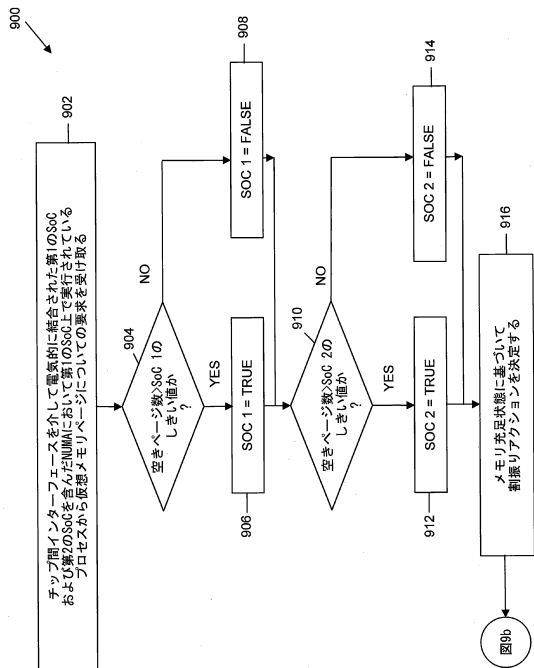 900
902
チップ間インターフェースを介して電気的に結合された第1のSoC
および第2のSoCを含んだNUMAにおいて第1のSoC上で実行されている
プロセスから仮想メモリページについての要求を受け取る
904
空きページ数>SoC 1の
しきい値か
?
NO
YES
906
SOC 1 = TRUE
908
SOC 1 = FALSE
910
空きページ数>SoC 2の
しきい値か
?
NO
YES
912
SOC 2 = TRUE
914
SOC 2 = FALSE
916
メモリ充足状態に基づいて
割振りアクションを決定する
図9b